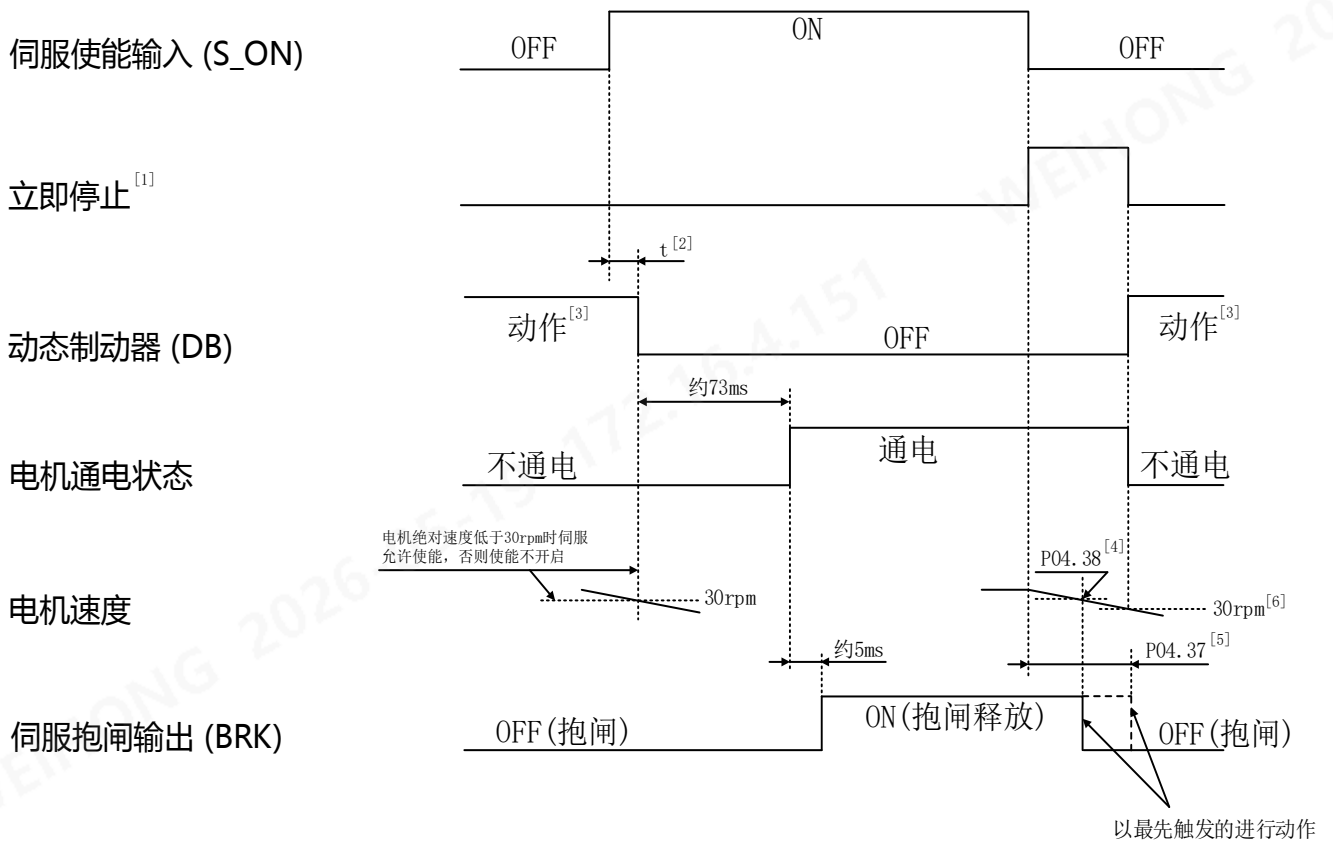 伺服使能输入 (S_ON)
OFF
ON
OFF
立即停止[1]
t[2]
动态制动器 (DB)
动作[3]
OFF
动作[3]
约73ms
电机通电状态
不通电
通电
不通电
电机绝对速度低于30rpm时伺服
允许使能，否则使能不开启
P04.38[4]
电机速度
30rpm
30rpm[6]
约5ms
P04.37[5]
伺服抱闸输出 (BRK)
OFF(抱闸)
ON(抱闸释放)
OFF(抱闸)
以最先触发的进行动作